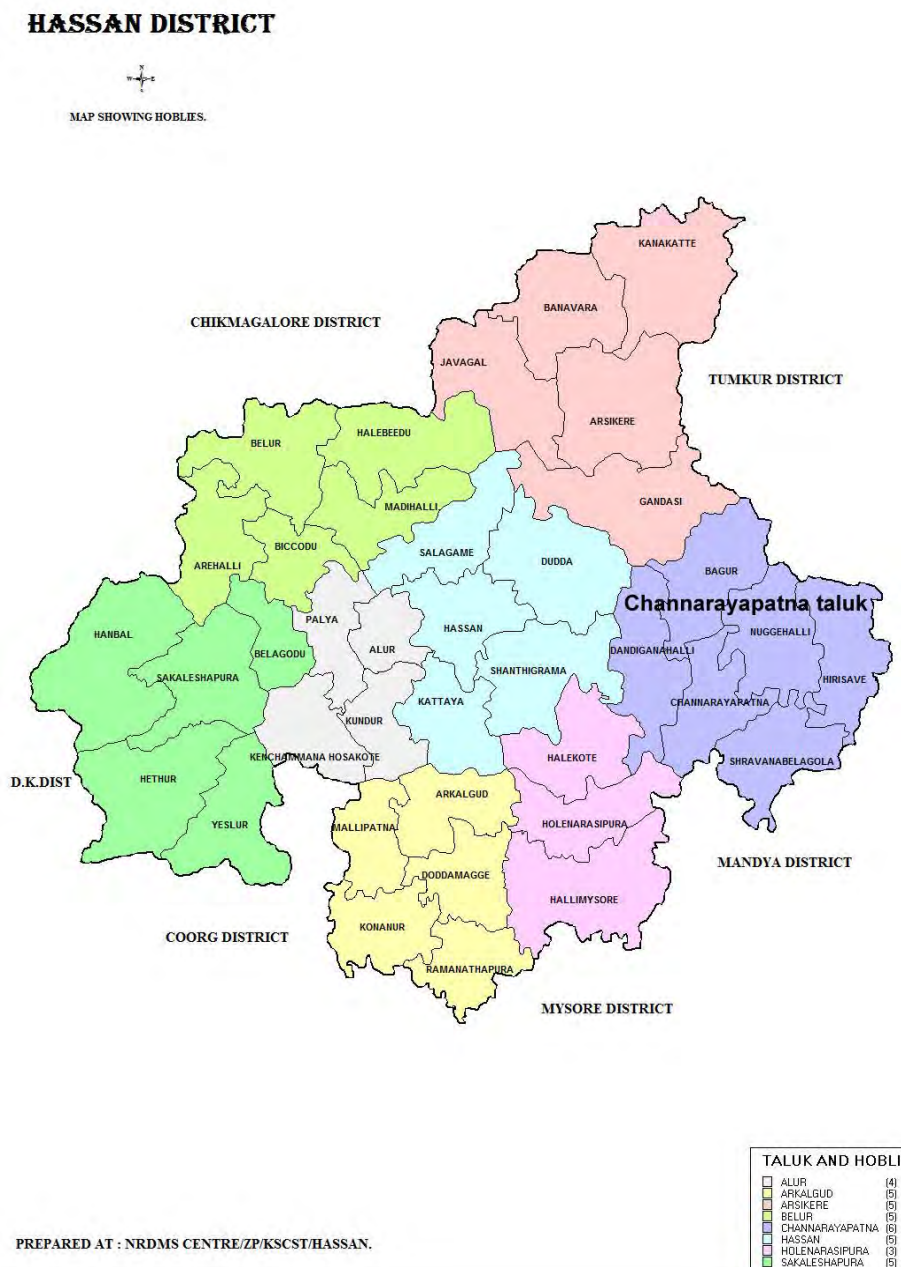 HASSAN DISTRICT
N
W E
S
MAP SHOWING HOBLIES.
KANAKATTE
BANAVARA
CHIKMAGALORE DISTRICT
JAVAGAL
TUMKUR DISTRICT
ARSIKERE
HALEBEEDU
BELUR
GANDASI
MADIHALLI
BICCODU
SALAGAME
DUDDA
AREHALLI
BAGUR
Channarayapatna taluk
PALYA
HANBAL
HASSAN
NUGGEHALLI
ALUR
BELAGODU
DANDIGANAHALLI
SHANTHIGRAMA
SAKALESHAPURA
HIRISAVE
KATTAYA
CHANNARAYAPATNA
KUNDUR
KENCHAMMANA HOSAKOTE
HALEKOTE
SHRAVANABELAGOLA
D.K.DIST
HETHUR
ARKALGUD
YESLUR
MALLIPATNA
HOLENARASIPURA
MANDYA DISTRICT
DODDAMAGGE
HALLIMYSORE
KONANUR
COORG DISTRICT
RAMANATHAPURA
MYSORE DISTRICT
TALUK AND HOBLI
ALUR (4)
ARKALGUD (5)
ARSIKERE (5)
BELUR (5)
CHANNARAYAPATNA (6)
HASSAN (5)
HOLENARASIPURA (3)
SAKALESHAPURA (5)
PREPARED AT : NRDMS CENTRE/ZP/KSCST/HASSAN.